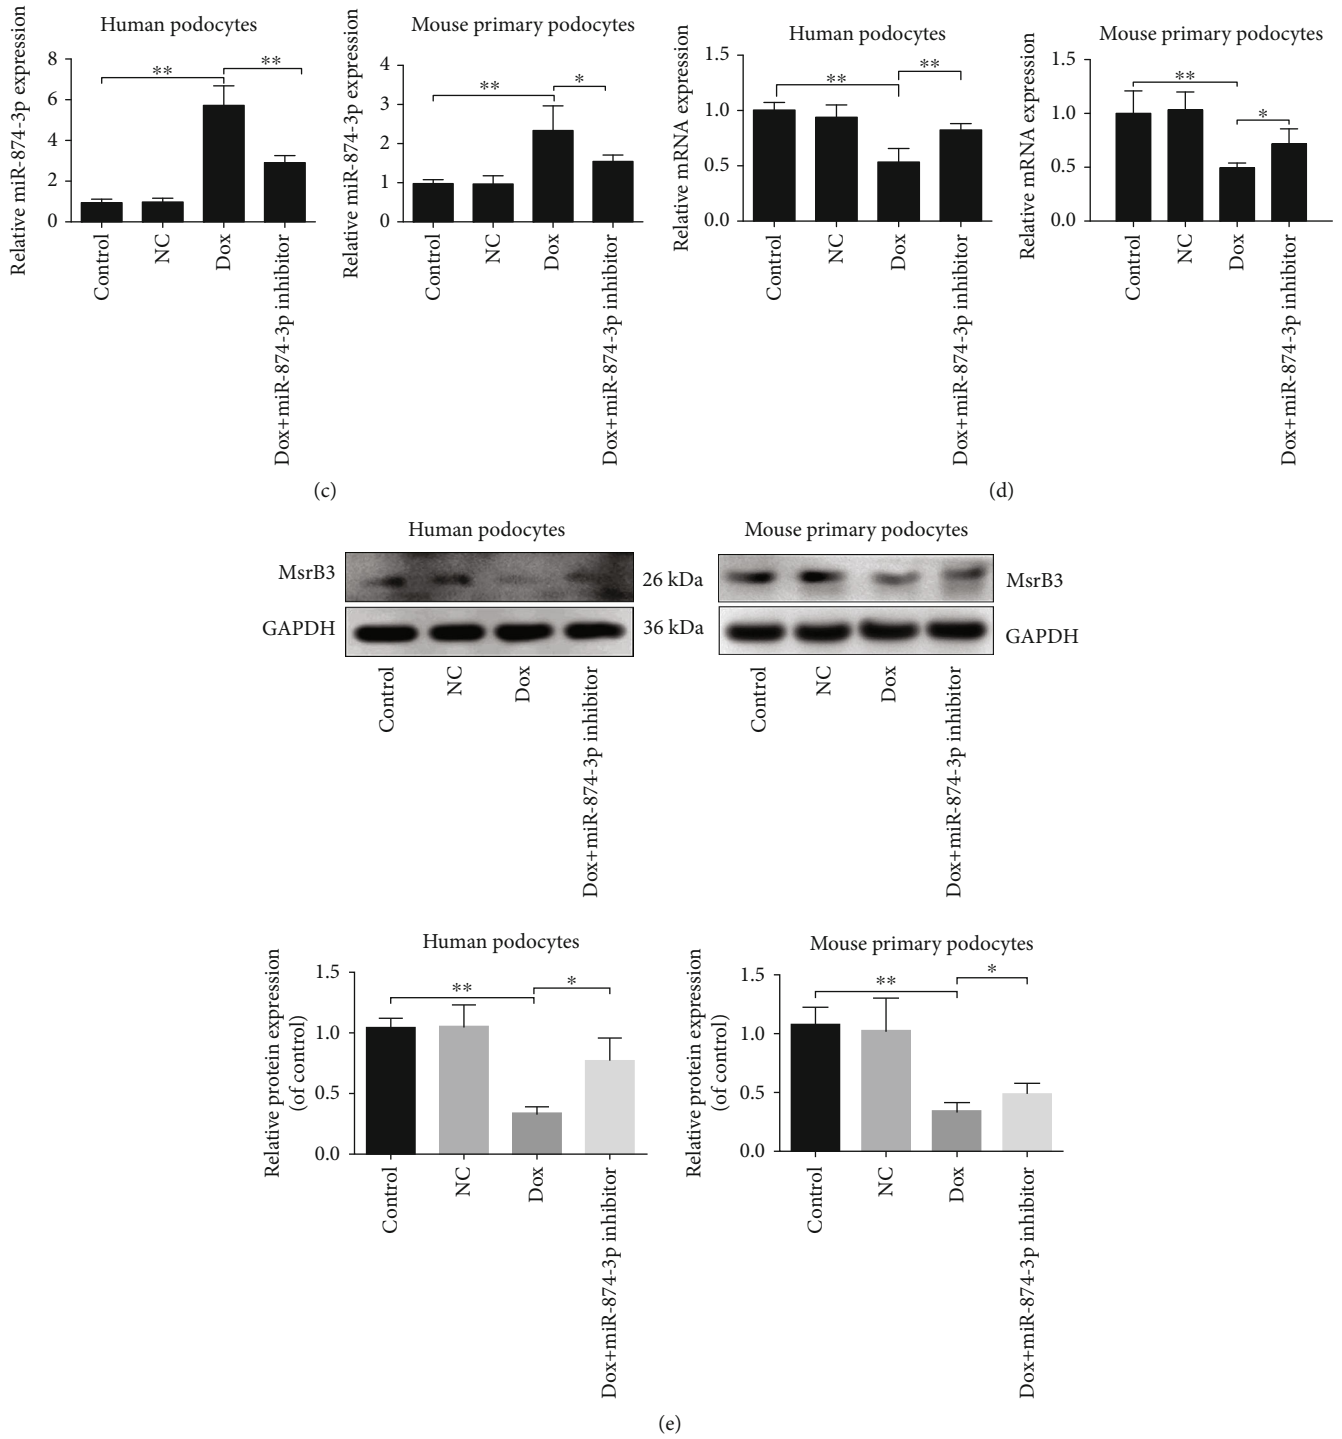 Human podocytes
Relative miR-874-3p expression
8
6
4
2
0
**
**
Control
NC
Dox
Dox+miR-874-3p inhibitor
Mouse primary podocytes
Relative miR-874-3p expression
4
3
2
1
0
**
*
Control
NC
Dox
Dox+miR-874-3p inhibitor
(c)
Human podocytes
Relative mRNA expression
1.5
1.0
0.5
0.0
**
**
Control
NC
Dox
Dox+miR-874-3p inhibitor
Mouse primary podocytes
Relative mRNA expression
1.5
1.0
0.5
0.0
**
*
Control
NC
Dox
Dox+miR-874-3p inhibitor
(d)
Human podocytes
MsrB3
GAPDH
26 kDa
36 kDa
Control
NC
Dox
Dox+miR-874-3p inhibitor
Mouse primary podocytes
MsrB3
GAPDH
Control
NC
Dox
Dox+miR-874-3p inhibitor
Human podocytes
Relative protein expression
(of control)
1.5
1.0
0.5
0.0
**
*
Control
NC
Dox
Dox+miR-874-3p inhibitor
Mouse primary podocytes
Relative protein expression
(of control)
1.5
1.0
0.5
0.0
**
*
Control
NC
Dox
Dox+miR-874-3p inhibitor
(e)